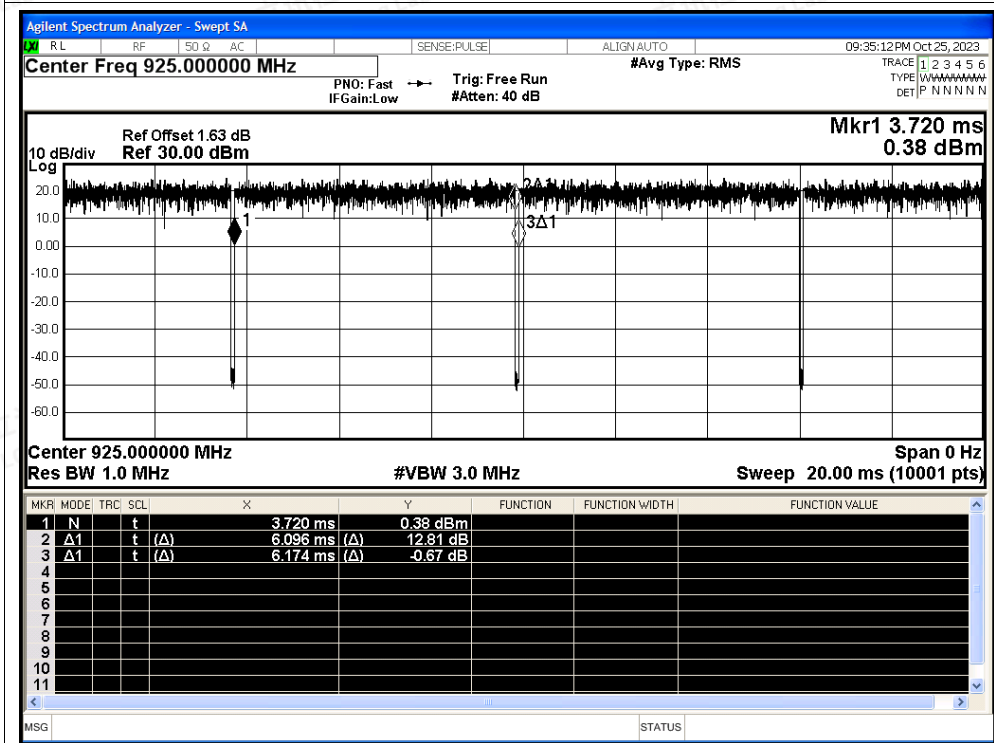 Agilent Spectrum Analyzer - Swept SA
LXI RL RF 50 Ω AC SENSE:PULSE ALIGN AUTO 09:35:12 PM Oct 25, 2023
Center Freq 925.000000 MHz #Avg Type: RMS TRACE 1 2 3 4 5 6
PNO: Fast Trig: Free Run TYPE W
IFGain:Low #Atten: 40 dB DET P N N N N N
Mkr1 3.720 ms
Ref Offset 1.63 dB
10 dB/div Ref 30.00 dBm 0.38 dBm
Log
20.0
2Δ1
10.0
1
3Δ1
0.00
-10.0
-20.0
-30.0
-40.0
-50.0
-60.0
Center 925.000000 MHz Span 0 Hz
Res BW 1.0 MHz #VBW 3.0 MHz Sweep 20.00 ms (10001 pts)
MKR MODE TRC SCL X Y FUNCTION FUNCTION WIDTH FUNCTION VALUE
1 N t 3.720 ms 0.38 dBm
2 Δ1 t (Δ) 6.096 ms (Δ) 12.81 dB
3 Δ1 t (Δ) 6.174 ms (Δ) -0.67 dB
4
5
6
7
8
9
10
11
MSG STATUS